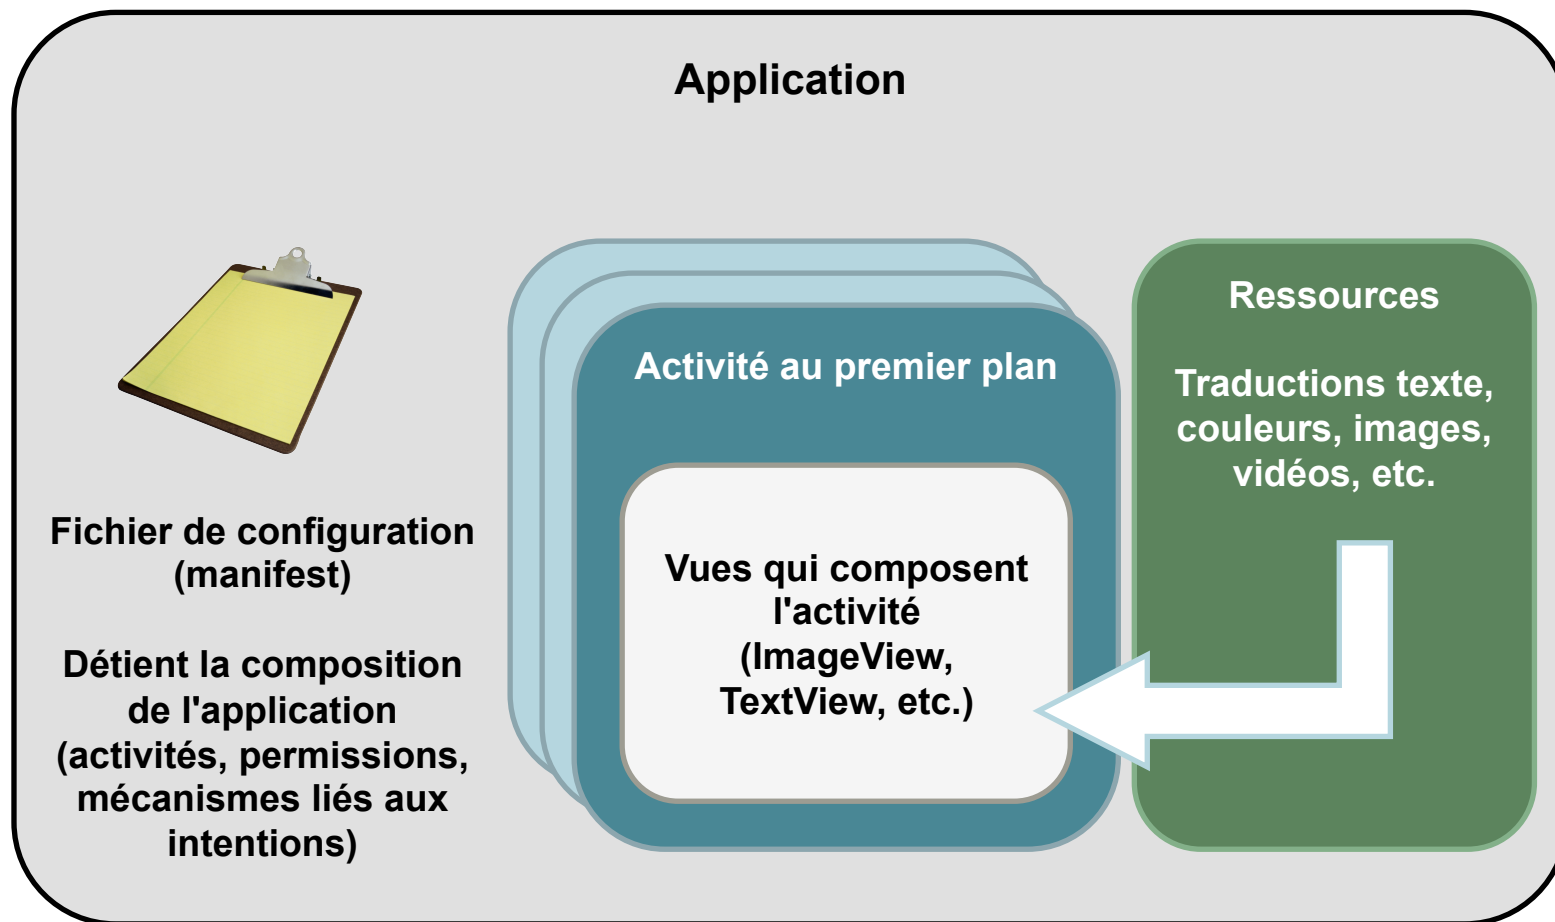 Application
Fichier de configuration
(manifest)
Détient la composition
de l'application
(activités, permissions,
mécanismes liés aux
intentions)
Activité au premier plan
Vues qui composent
l'activité
(ImageView,
TextView, etc.)
Ressources
Traductions texte,
couleurs, images,
vidéos, etc.